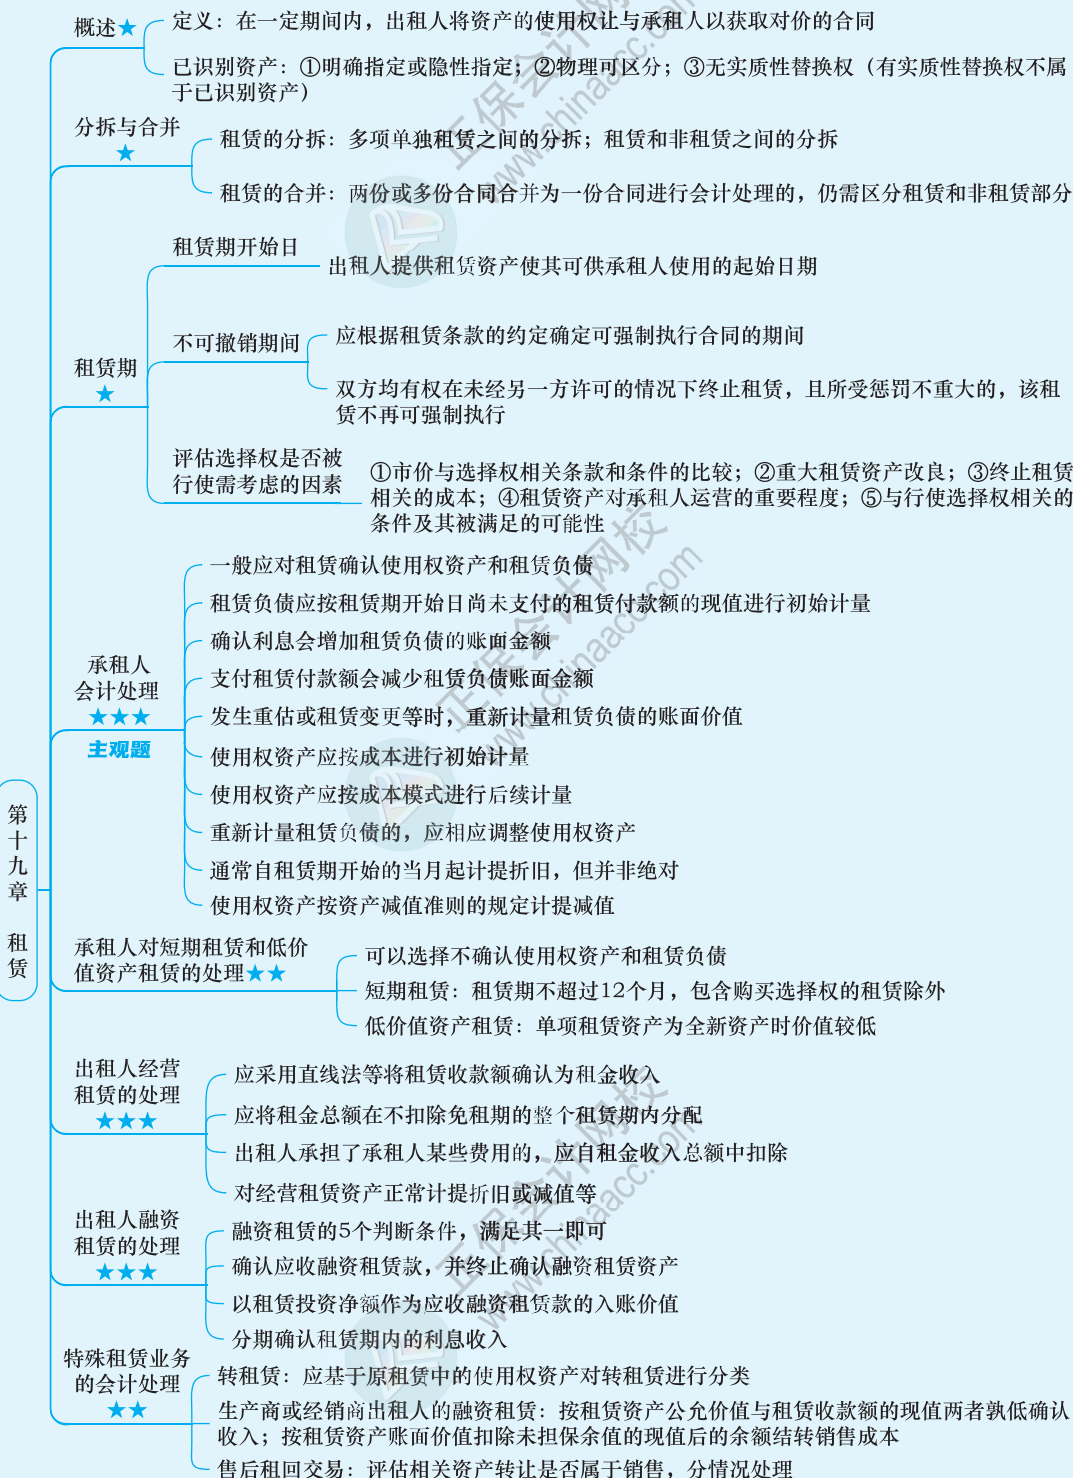 第十九章 租赁
概述★
定义：在一定期间内，出租人将资产的使用权让与承租人以获取对价的合同
已识别资产：①明确指定或隐性指定；②物理可区分；③无实质性替换权（有实质性替换权不属
于已识别资产）
分拆与合并
★
租赁的分拆：多项单独租赁之间的分拆；租赁和非租赁之间的分拆
租赁的合并：两份或多份合同合并为一份合同进行会计处理的，仍需区分租赁和非租赁部分
租赁期
★
租赁期开始日
出租人提供租赁资产使其可供承租人使用的起始日期
不可撤销期间
应根据租赁条款的约定确定可强制执行合同的期间
双方均有权在未经另一方许可的情况下终止租赁，且所受惩罚不重大的，该租
赁不再可强制执行
评估选择权是否被
行使需考虑的因素
①市价与选择权相关条款和条件的比较；②重大租赁资产改良；③终止租赁
相关的成本；④租赁资产对承租人运营的重要程度；⑤与行使选择权相关的
条件及其被满足的可能性
承租人
会计处理
★★★
主观题
一般应对租赁确认使用权资产和租赁负债
租赁负债应按租赁期开始日尚未支付的租赁付款额的现值进行初始计量
确认利息会增加租赁负债的账面金额
支付租赁付款额会减少租赁负债账面金额
发生重估或租赁变更等时，重新计量租赁负债的账面价值
使用权资产应按成本进行初始计量
使用权资产应按成本模式进行后续计量
重新计量租赁负债的，应相应调整使用权资产
通常自租赁期开始的当月起计提折旧，但并非绝对
使用权资产按资产减值准则的规定计提减值
承租人对短期租赁和低价
值资产租赁的处理★★
可以选择不确认使用权资产和租赁负债
短期租赁：租赁期不超过12个月，包含购买选择权的租赁除外
低价值资产租赁：单项租赁资产为全新资产时价值较低
出租人经营
租赁的处理
★★★
应采用直线法等将租赁收款额确认为租金收入
应将租金总额在不扣除免租期的整个租赁期内分配
出租人承担了承租人某些费用的，应自租金收入总额中扣除
对经营租赁资产正常计提折旧或减值等
出租人融资
租赁的处理
★★★
融资租赁的5个判断条件，满足其一即可
确认应收融资租赁款，并终止确认融资租赁资产
以租赁投资净额作为应收融资租赁款的入账价值
分期确认租赁期内的利息收入
特殊租赁业务
的会计处理
★★
转租赁：应基于原租赁中的使用权资产对转租赁进行分类
生产商或经销商出租人的融资租赁：按租赁资产公允价值与租赁收款额的现值两者孰低确认
收入；按租赁资产账面价值扣除未担保余值的现值后的余额结转销售成本
售后租回交易：评估相关资产转让是否属于销售，分情况处理
正保会计网校
www.chinaacc.com
正保会计网校
www.chinaacc.com
正保会计网校
www.chinaacc.com